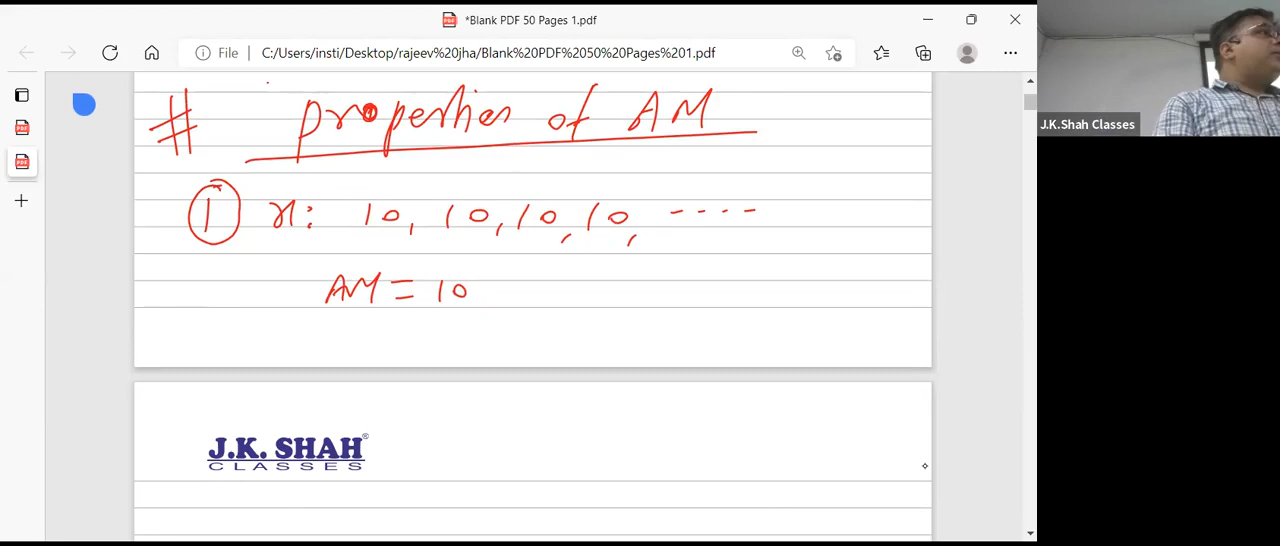 *Blank PDF 50 Pages 1.pdf
File C:/Users/insti/Desktop/rajeev%20jha/Blank%20PDF%2050%20Pages%201.pdf
J.K.Shah Classes
# properties of AM
① x: 10, 10, 10, 10, ----
AM = 10
J.K. SHAH®
CLASSES